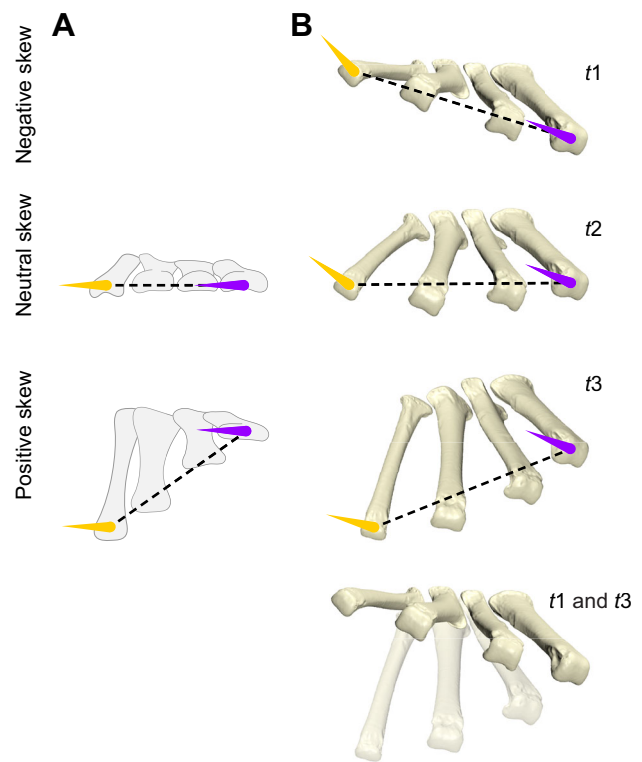 A
B
Negative skew
t1
Neutral skew
t2
Positive skew
t3
t1 and t3